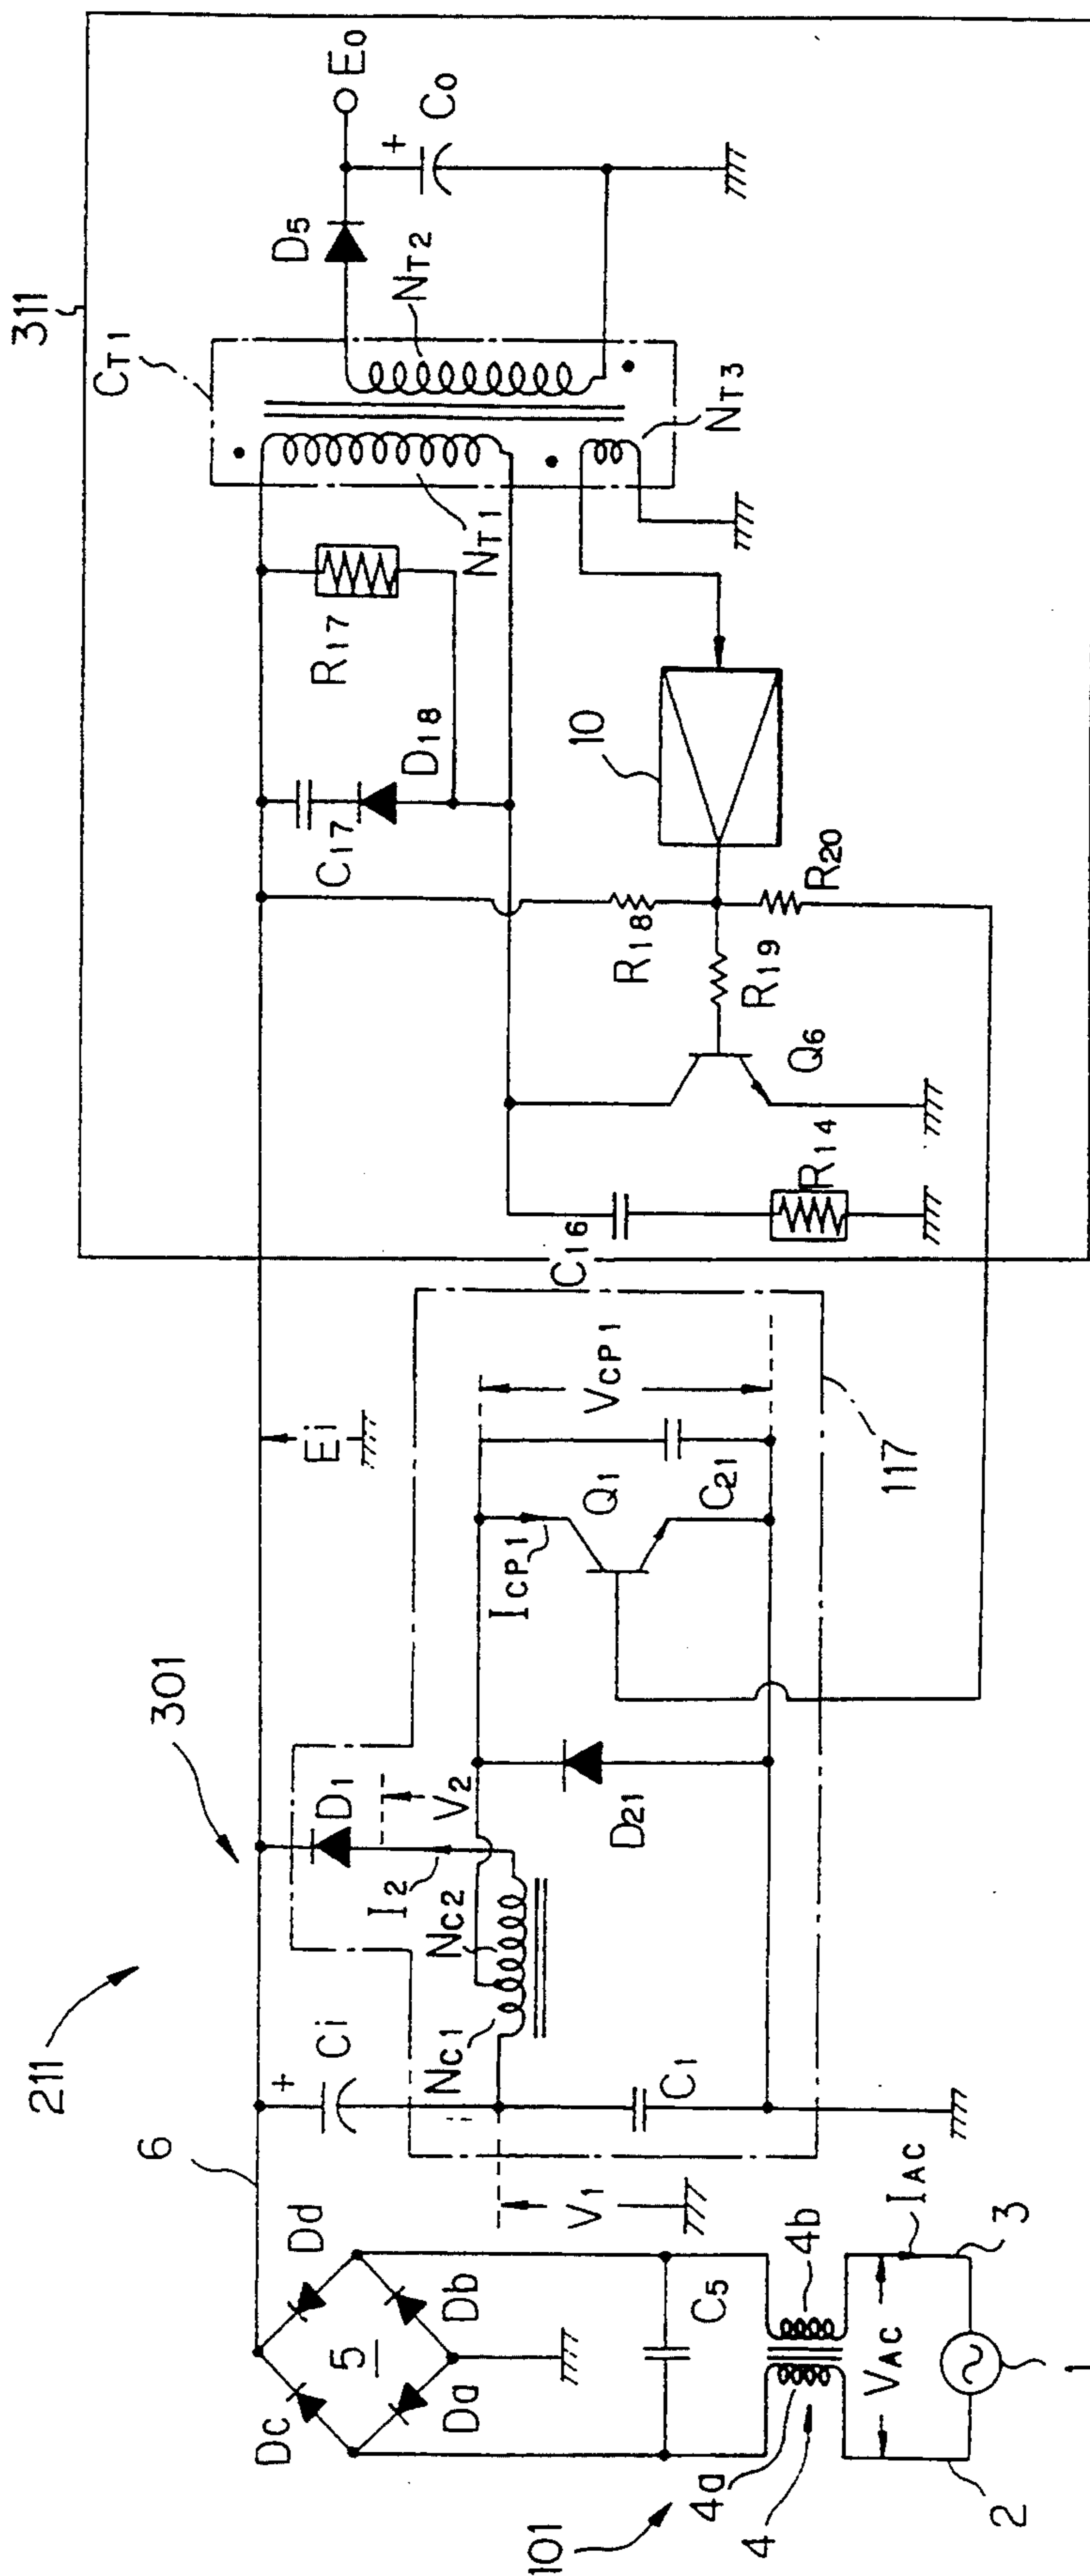 311
CT1
E0
+
C0
D5
NT2
NT3
NT1
R17
D18
C17
10
R20
R18
R19
Q6
R14
C16
Ei
VCP1
117
C21
Q1
ICP1
301
D1
V2
I2
D21
NC2
NC1
211
+
Ci
C1
6
V1
Dd
Db
5
Dc
Da
C5
4b
IAC
3
VAC
4a
4
101
2
1